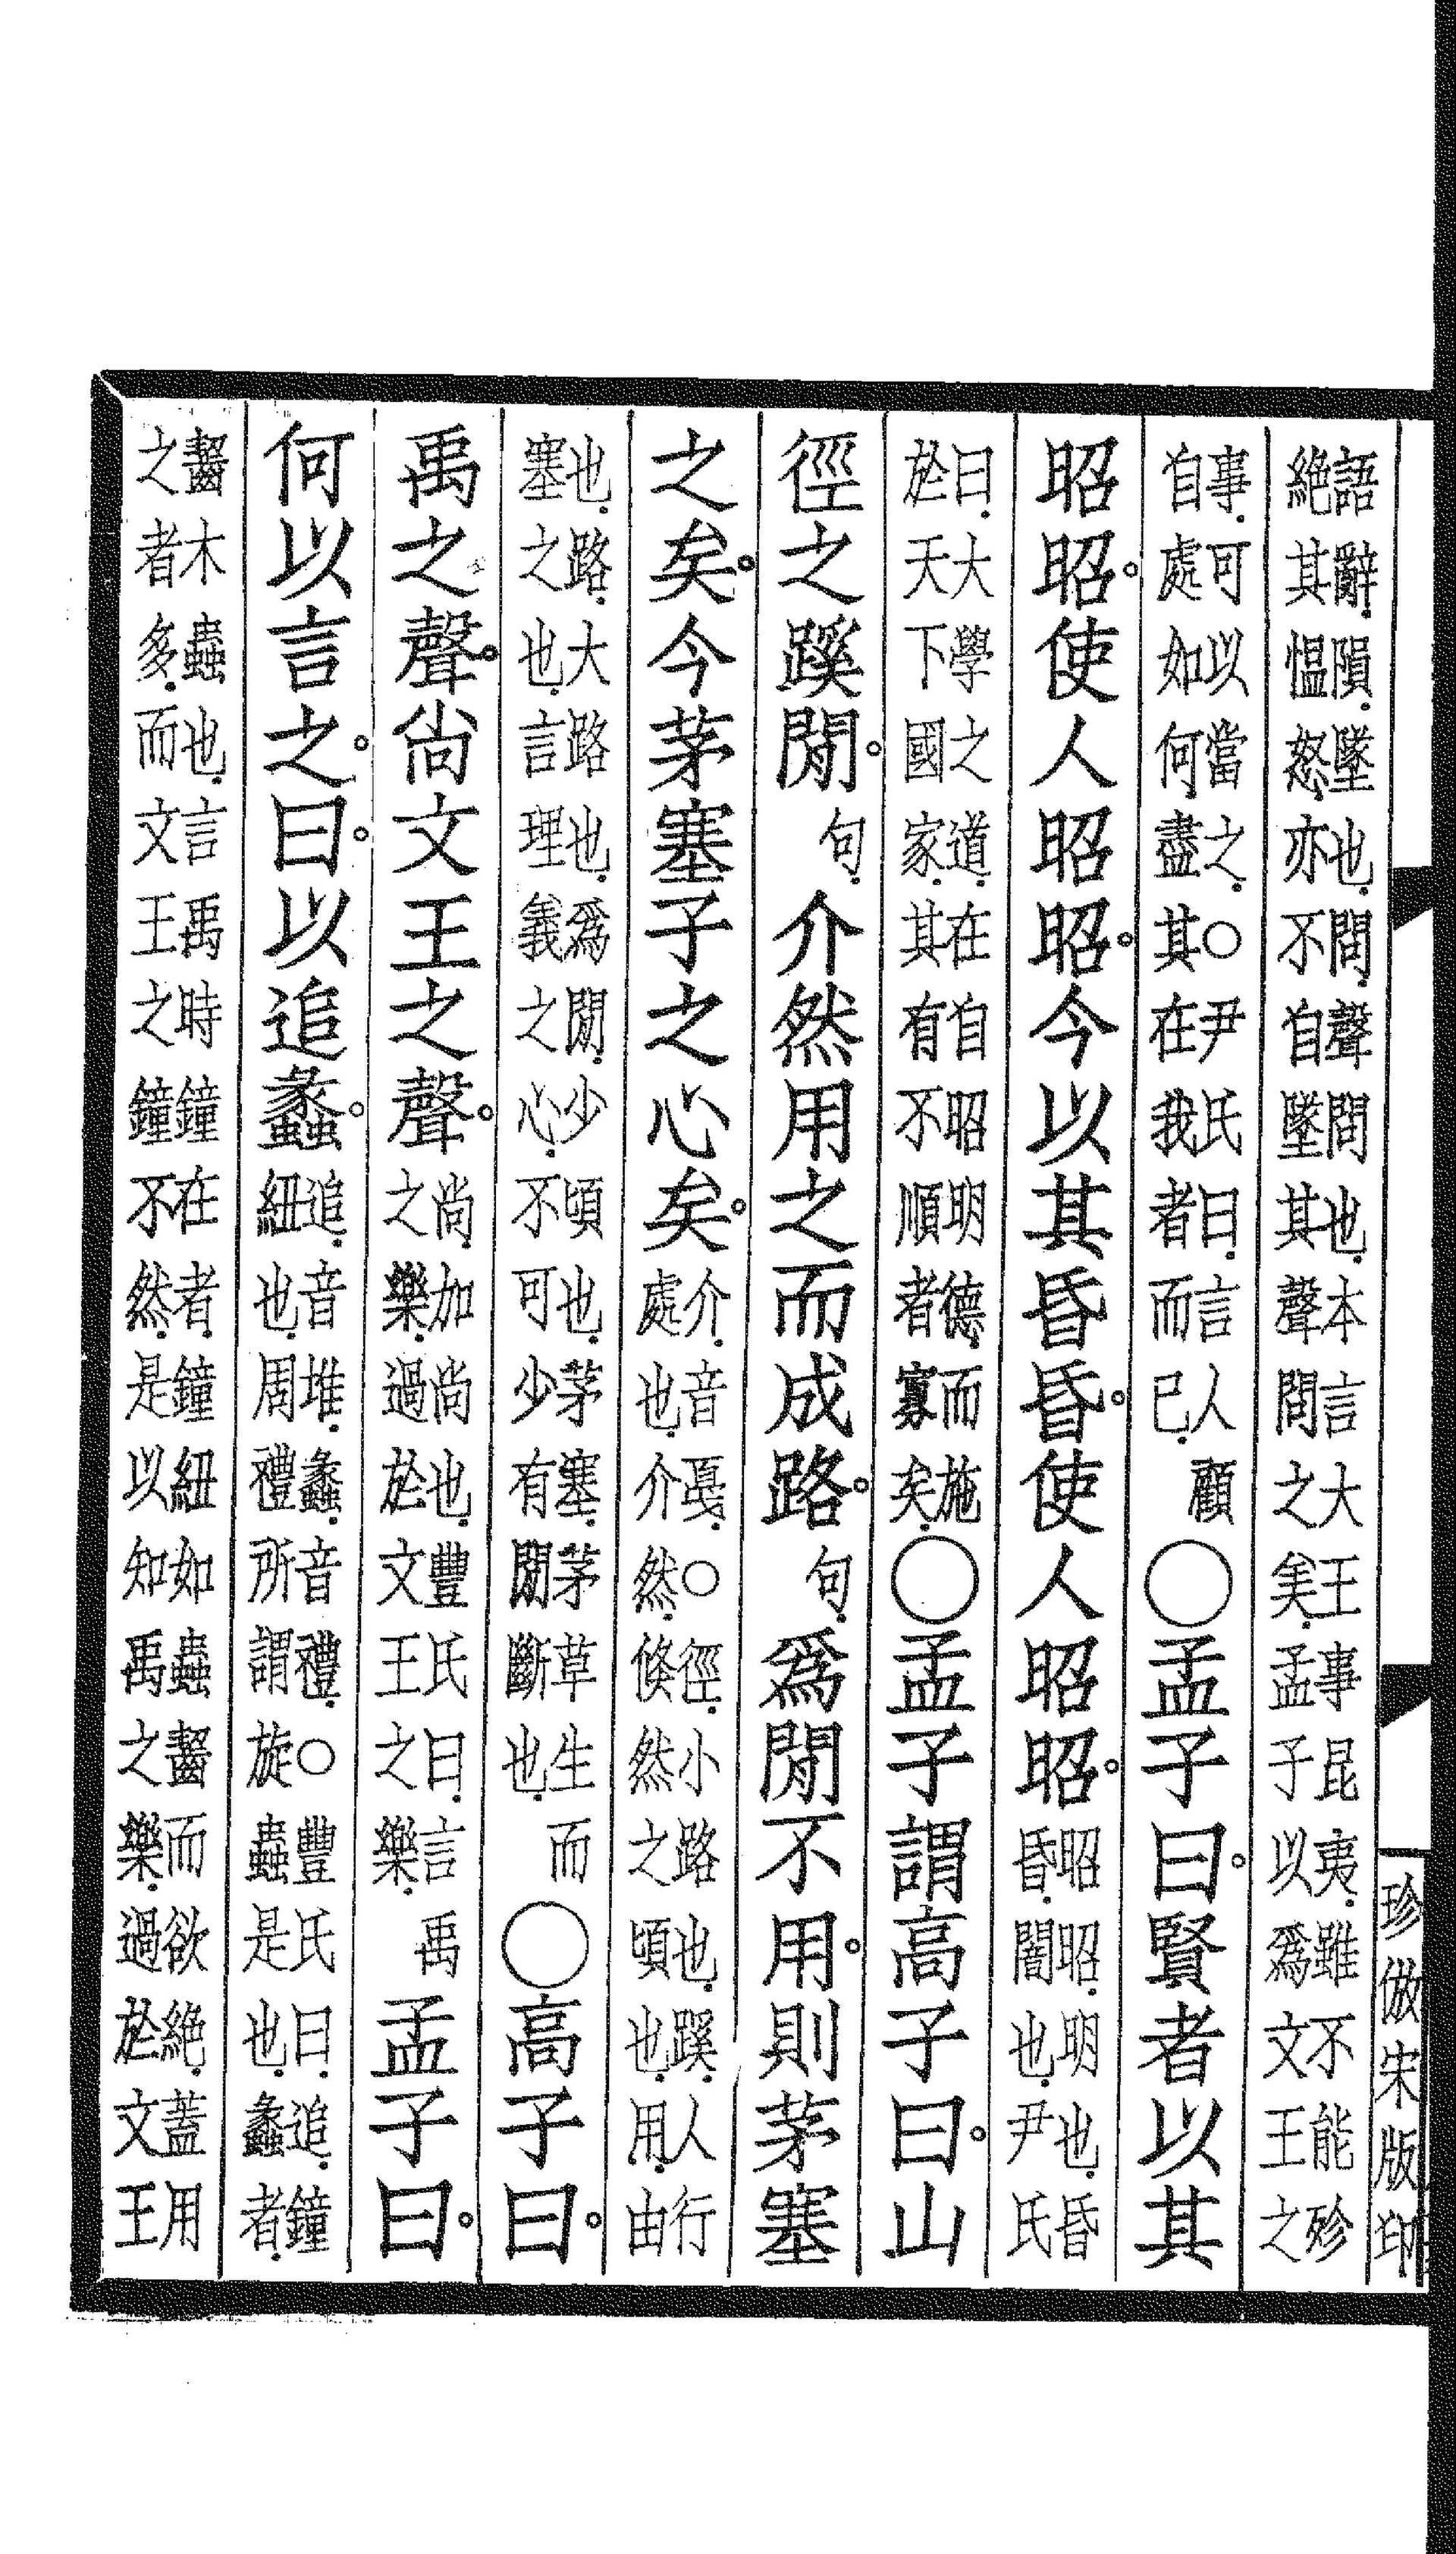 珍倣宋版印
語辭．隕．墜也．問．聲問也．本言大王事昆夷．雖不能殄
絶其愠怒．亦不自墜其聲問之矣．孟子以爲文王之
事．可以當之．○尹氏曰．言人顧
自處如何．盡其在我者而已．
○孟子曰。賢者以其
昭昭。使人昭昭。今以其昏昏。使人昭昭。
昭昭．明也．昏
昏．闇也．尹氏
曰．大學之道．在自昭明德．而施
於天下國家．其有不順者寡矣．
○孟子謂高子曰。山
徑之蹊閒。句．介然用之而成路。句．爲閒不用。則茅塞
之矣。今茅塞子之心矣。
介．音戛．○徑．小路也．蹊．人行
處也．介然．倏然之頃也．用．由
也．路．大路也．爲閒．少頃也．茅塞．茅草生而
塞之也．言理義之心．不可少有閒斷也．
○高子曰。
禹之聲。尙文王之聲。
尚．加尚也．豐氏曰．言禹
之樂．過於文王之樂．
孟子曰。
何以言之。曰。以追蠡。
追．音堆．蠡．音禮．○豐氏曰．追．鐘
紐也．周禮所謂旋蟲是也．蠡者．
齧木蟲也．言禹時鐘在者．鐘紐如蟲齧而欲絶．蓋用
之者多．而文王之鐘不然．是以知禹之樂．過於文王